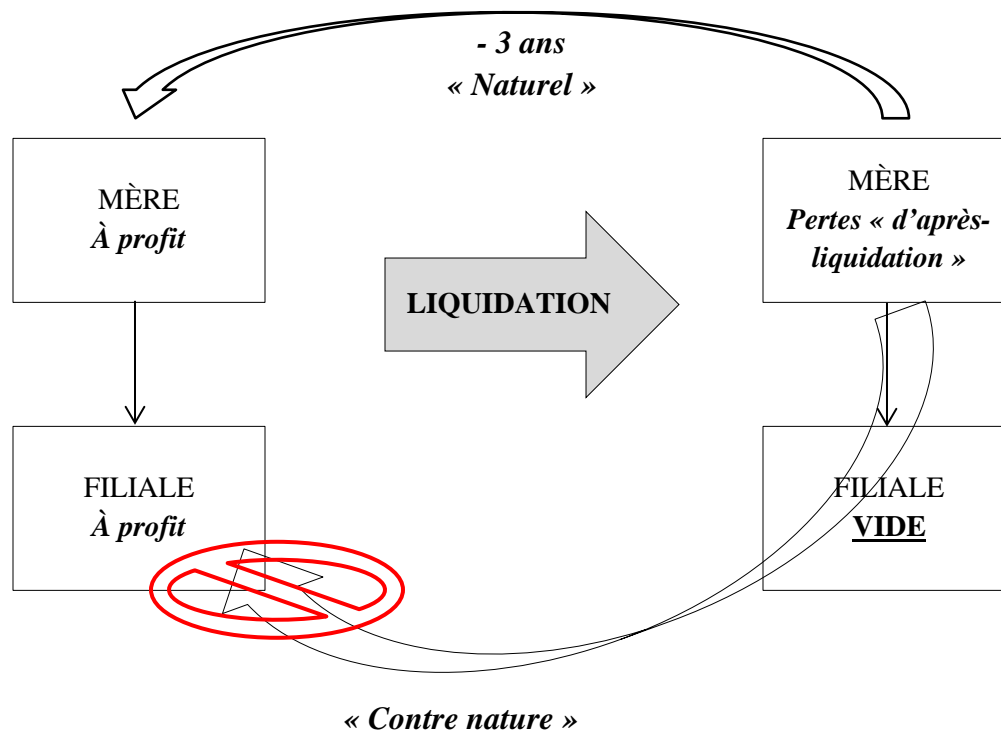 - 3 ans
« Naturel »
MÈRE
À profit
MÈRE
Pertes « d’après-
liquidation »
LIQUIDATION
FILIALE
À profit
FILIALE
VIDE
« Contre nature »